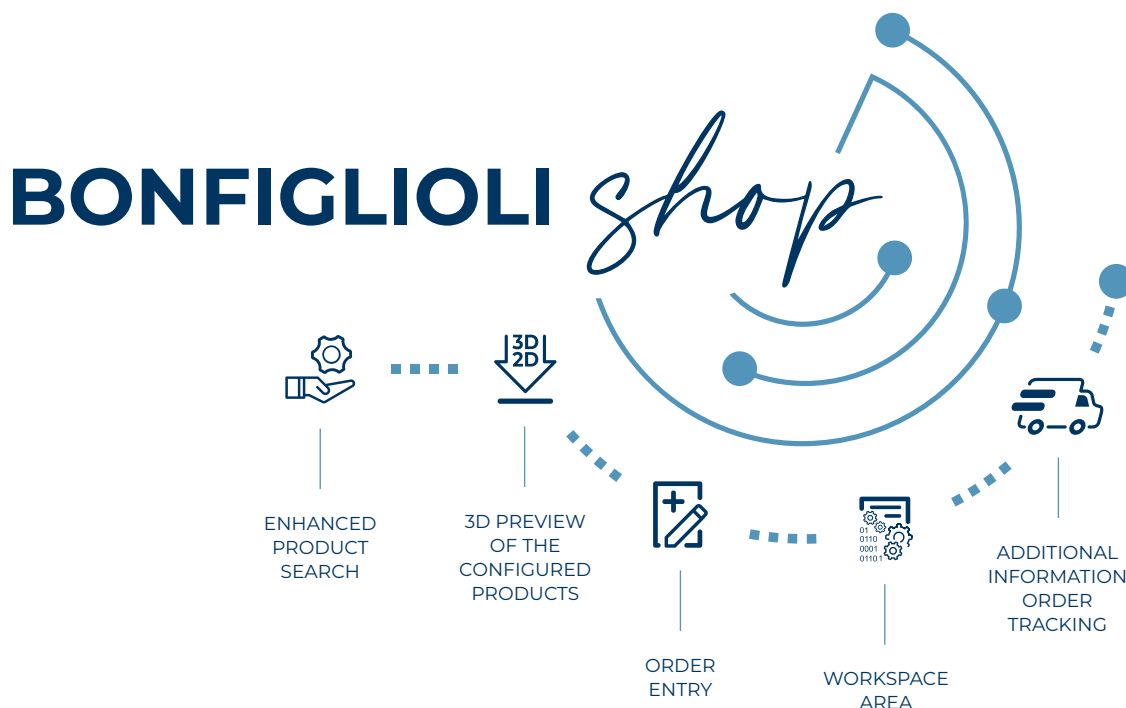 BONFIGLIOLI shop
3D
2D
ENHANCED
PRODUCT
SEARCH
3D PREVIEW
OF THE
CONFIGURED
PRODUCTS
ORDER
ENTRY
01
0110
0001
01101
WORKSPACE
AREA
ADDITIONAL
INFORMATION
ORDER
TRACKING